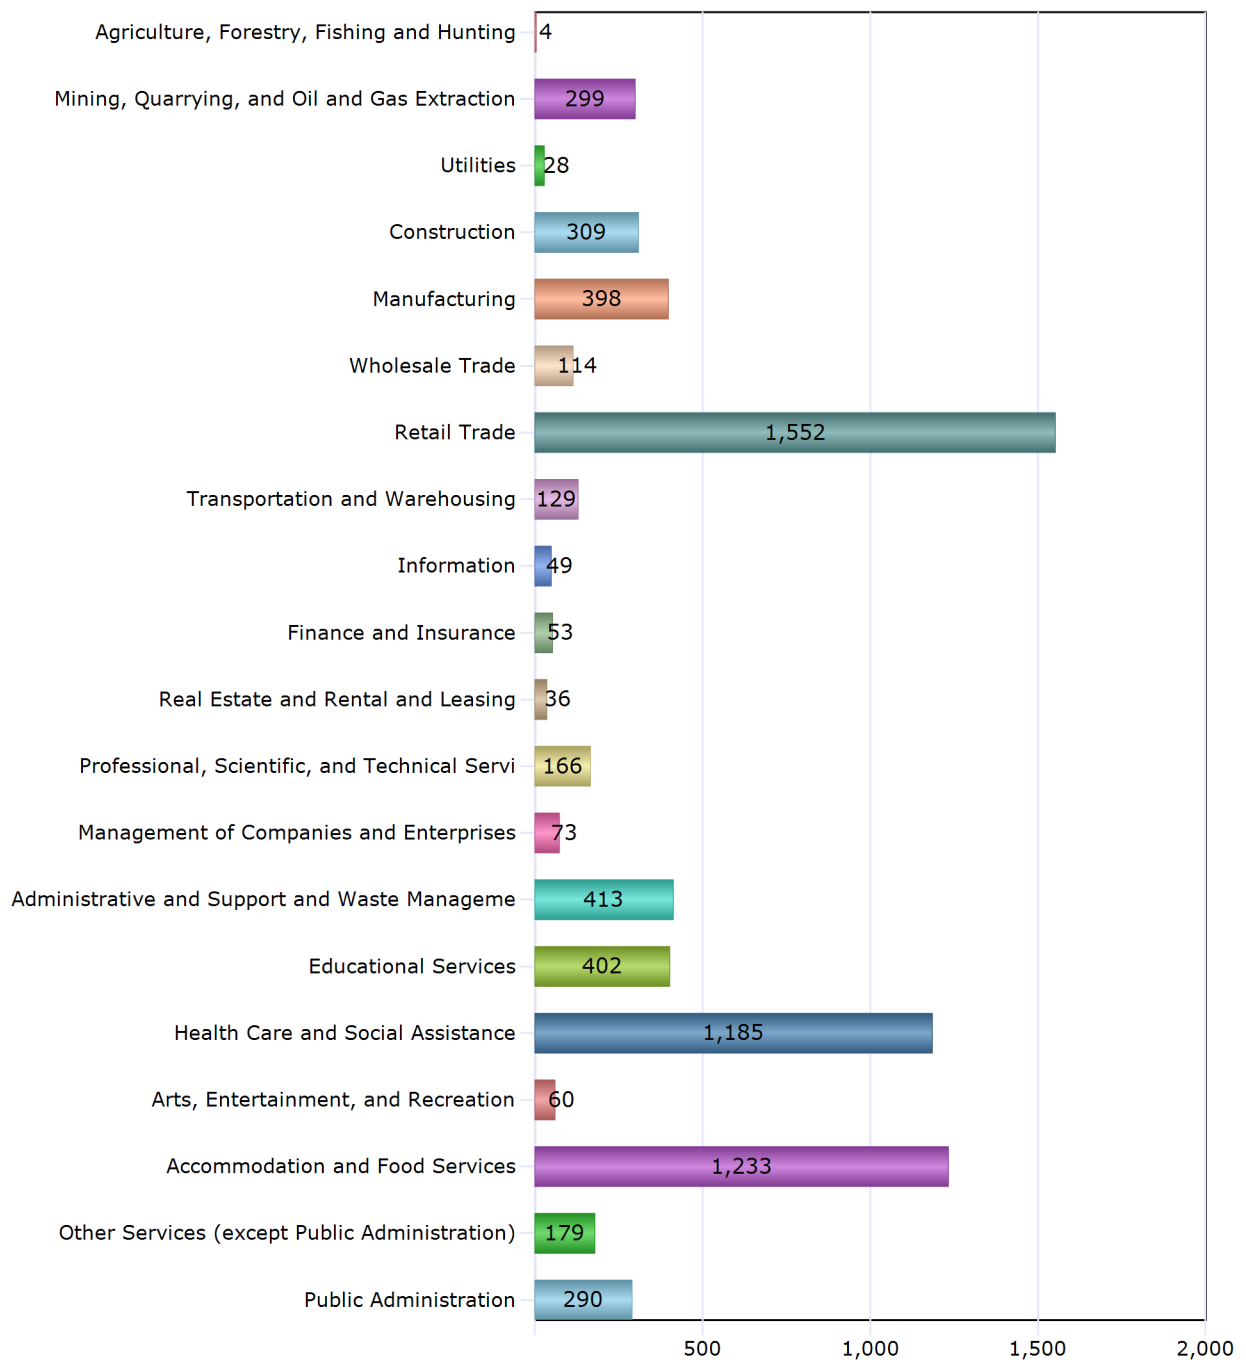 Agriculture, Forestry, Fishing and Hunting 4
Mining, Quarrying, and Oil and Gas Extraction 299
Utilities 28
Construction 309
Manufacturing 398
Wholesale Trade 114
Retail Trade 1,552
Transportation and Warehousing 129
Information 49
Finance and Insurance 53
Real Estate and Rental and Leasing 36
Professional, Scientific, and Technical Servi 166
Management of Companies and Enterprises 73
Administrative and Support and Waste Manageme 413
Educational Services 402
Health Care and Social Assistance 1,185
Arts, Entertainment, and Recreation 60
Accommodation and Food Services 1,233
Other Services (except Public Administration) 179
Public Administration 290
500 1,000 1,500 2,000